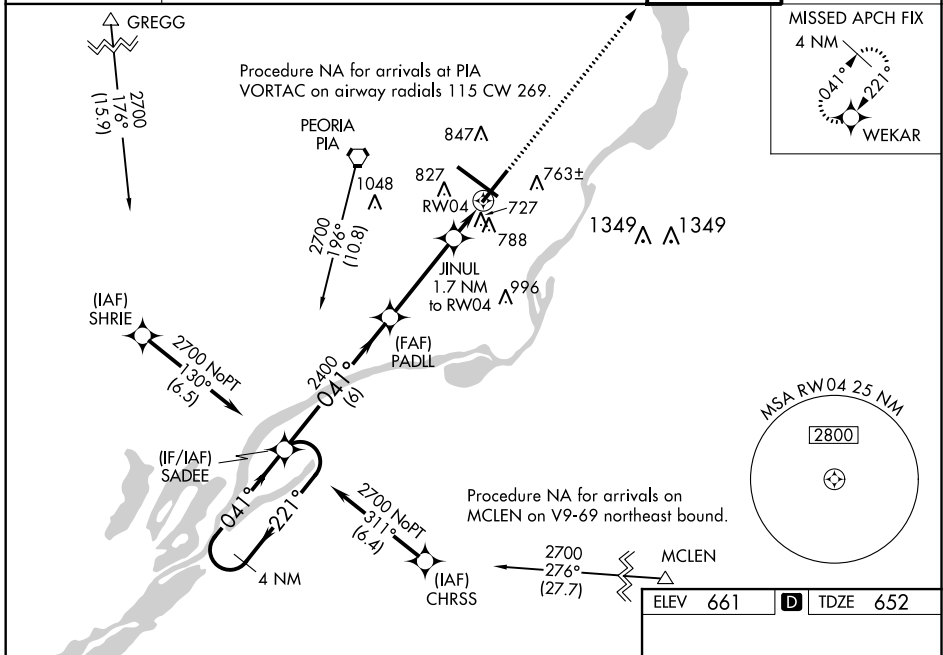 GREGG
2700
176°
(15.9)
Procedure NA for arrivals at PIA
VORTAC on airway radials 115 CW 269.
MISSED APCH FIX
4 NM
041°
221°
WEKAR
PEORIA
PIA
847
1048
827
763±
RW04
727
788
1349
1349
2700
196°
(10.8)
JINUL
1.7 NM
to RW04
996
(IAF)
SHRIE
2700 NoPT
130°
(6.5)
(FAF)
PADLL
2400
041°
(6)
MSA RW04 25 NM
2800
(IF/IAF)
SADEE
041°
221°
4 NM
2700 NoPT
311°
(6.4)
(IAF)
CHRSS
Procedure NA for arrivals on
MCLEN on V9-69 northeast bound.
2700
276°
(27.7)
MCLEN
ELEV 661 D TDZE 652